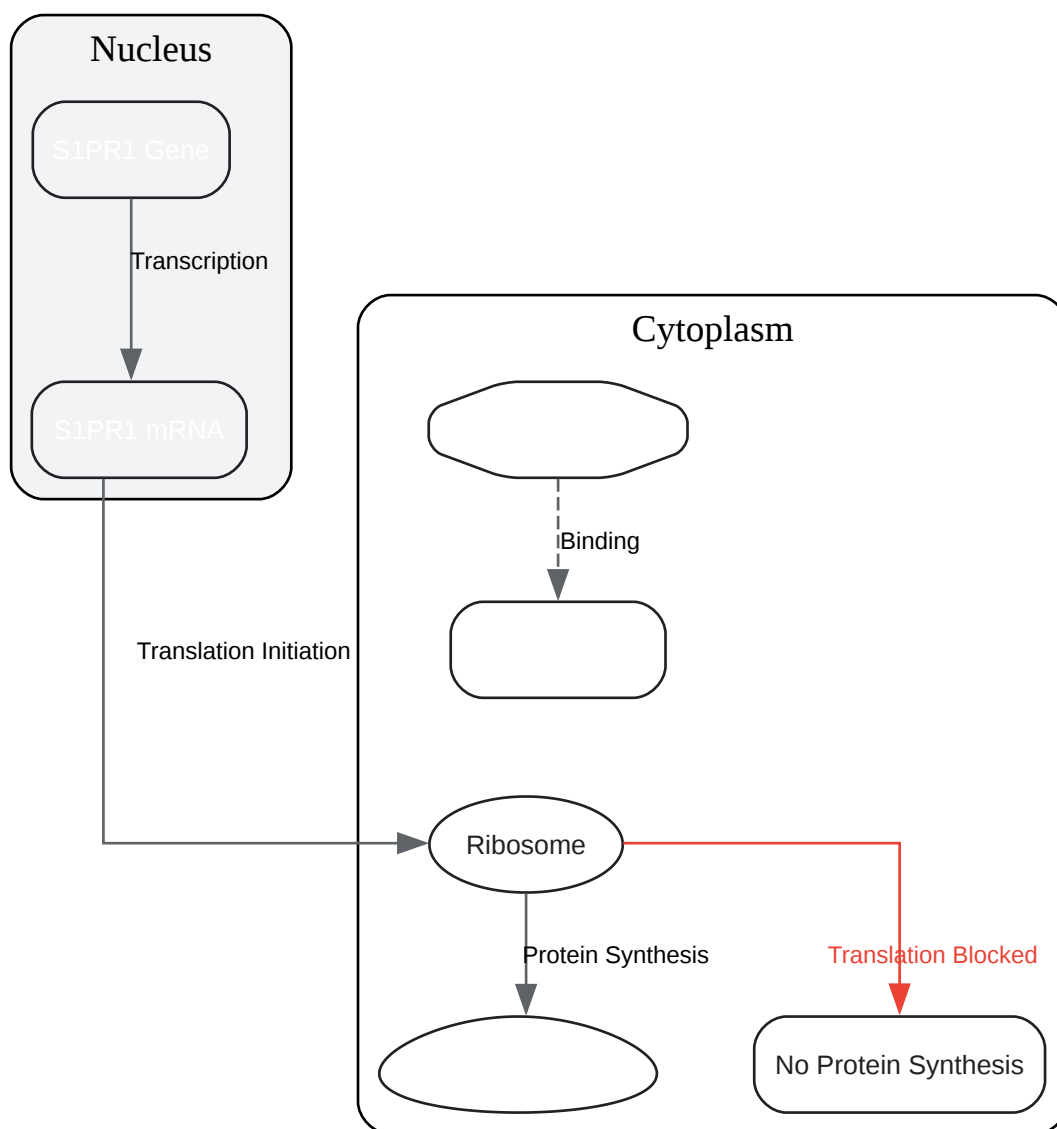 Nucleus
S1PR1 Gene
Transcription
Cytoplasm
S1PR1 mRNA
Binding
Translation Initiation
Ribosome
Protein Synthesis
Translation Blocked
No Protein Synthesis